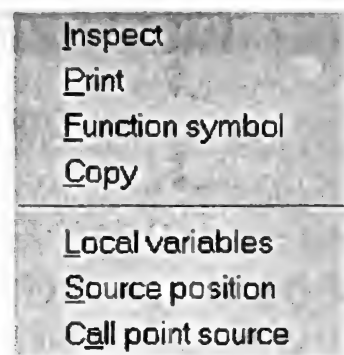 Inspect
Print
Function symbol
Copy
Local variables
Source position
Call point source